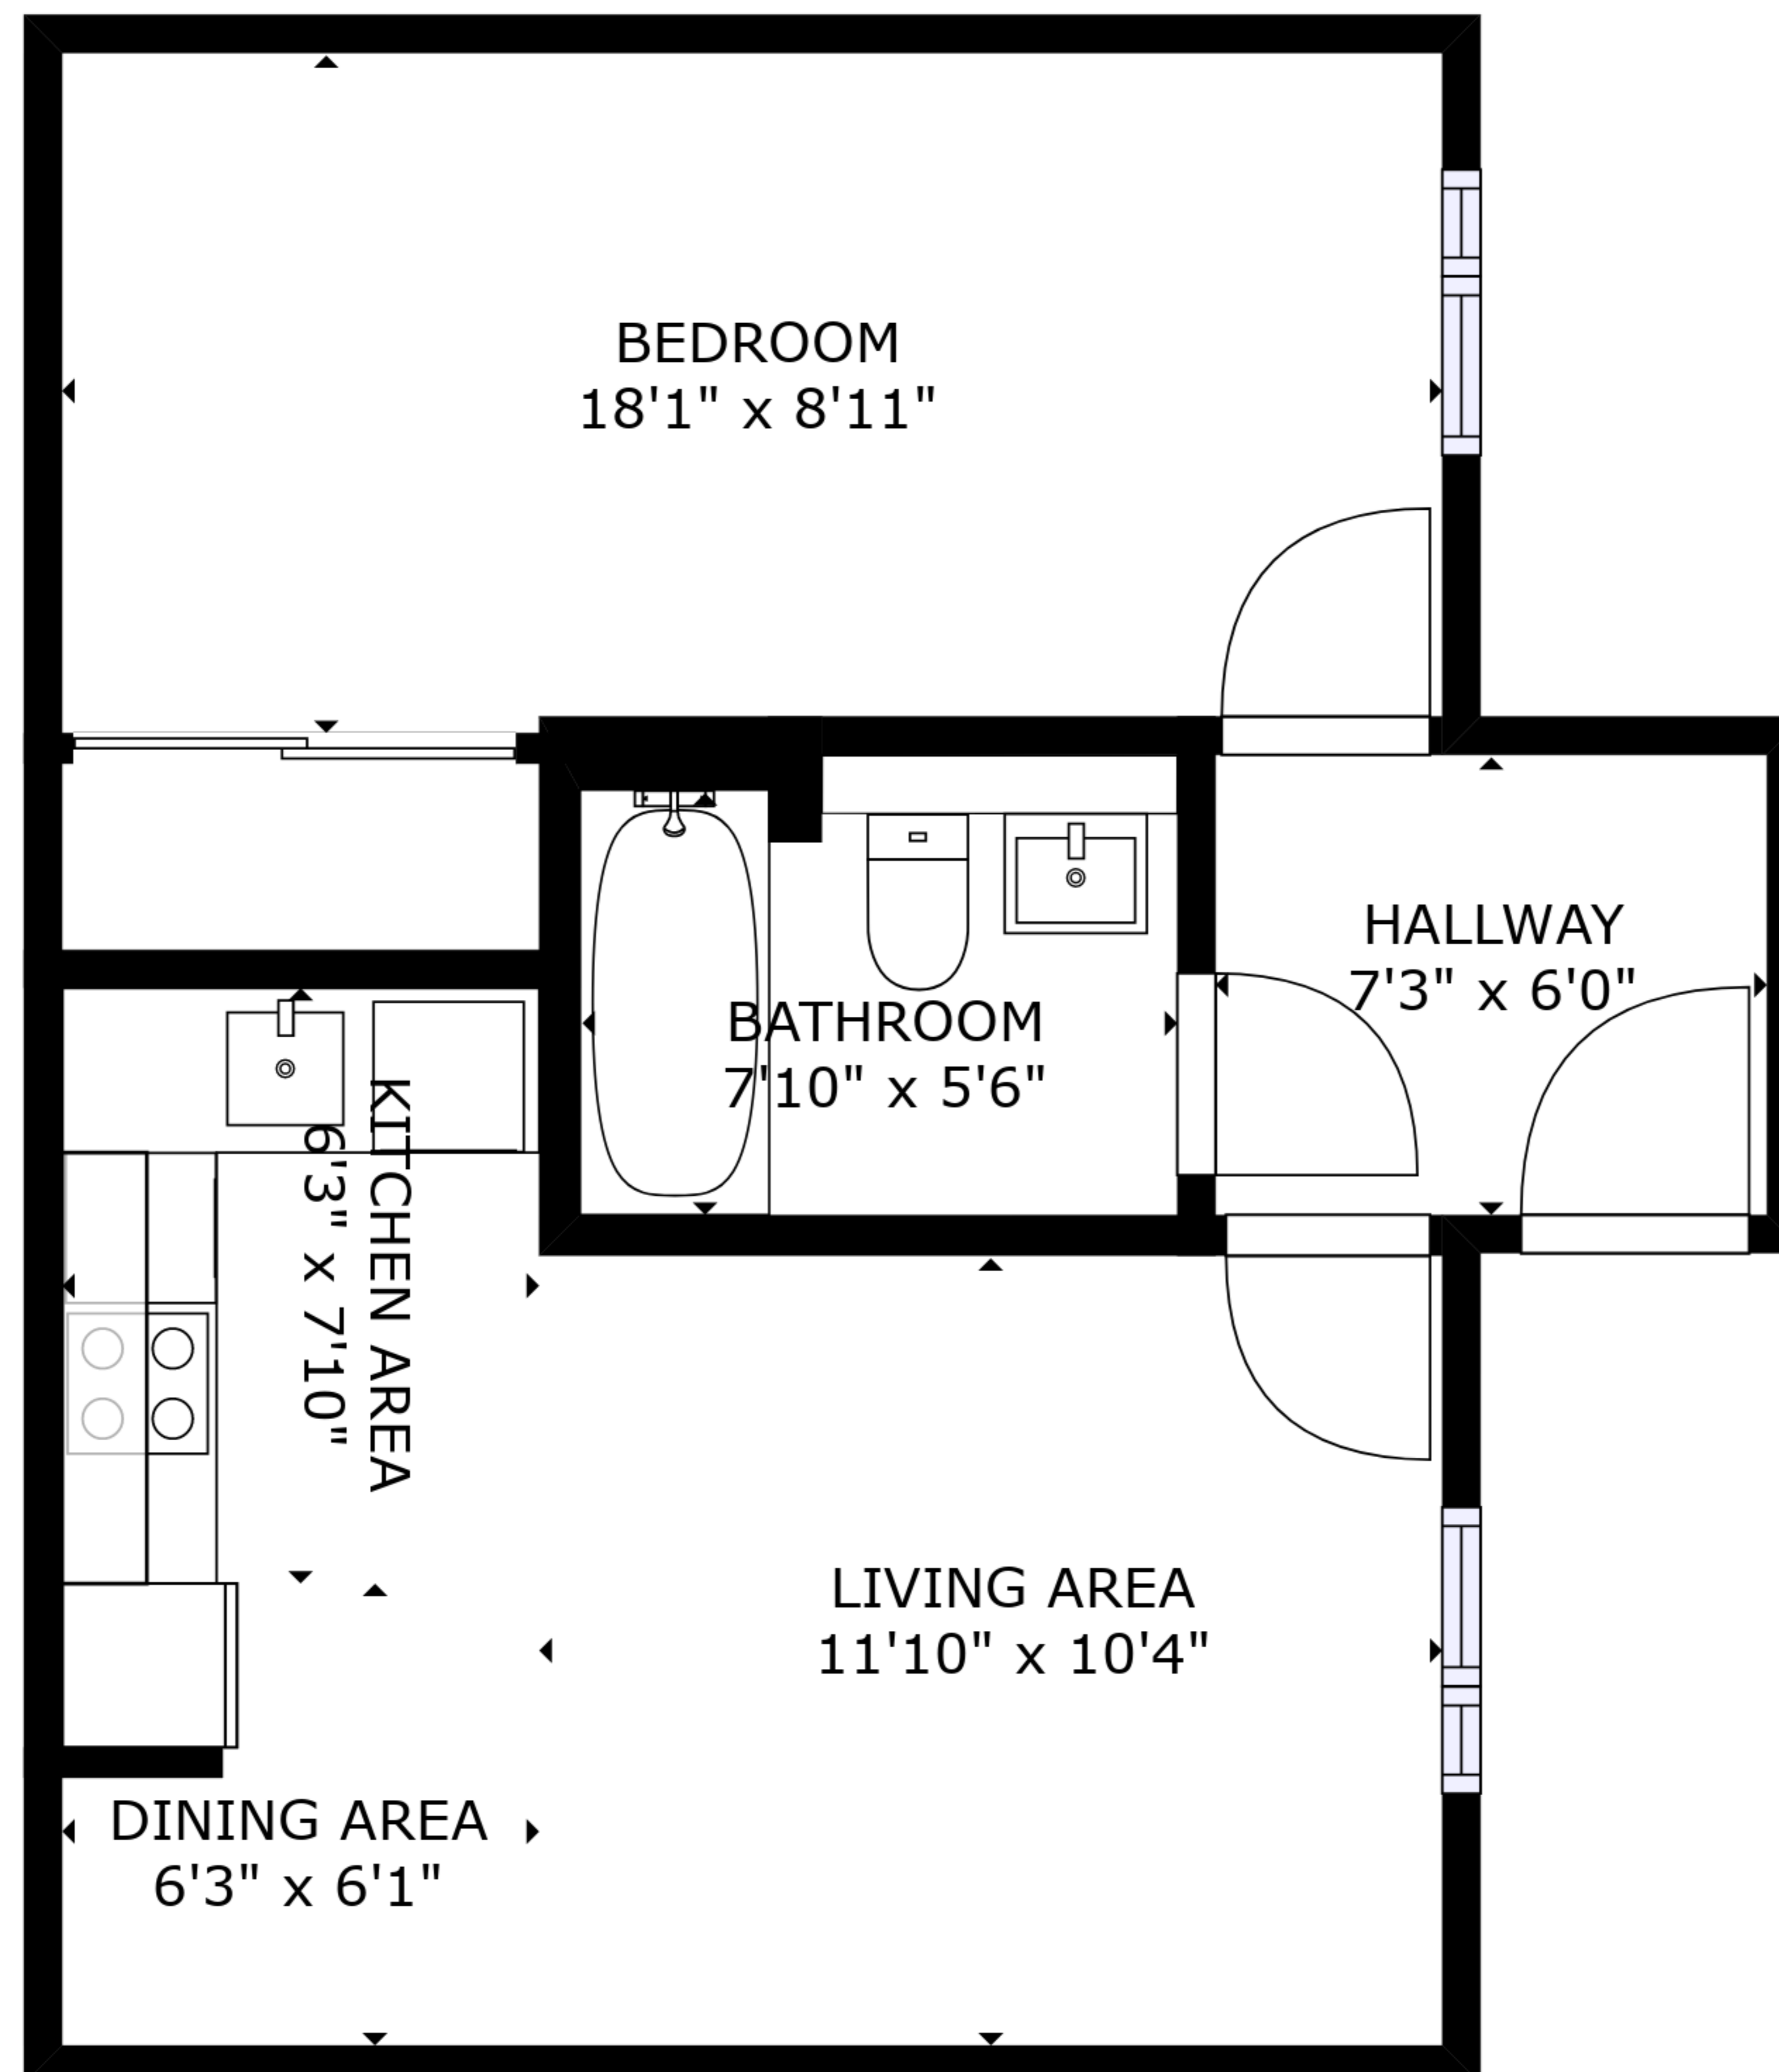 BEDROOM
18'1" x 8'11"
HALLWAY
7'3" x 6'0"
BATHROOM
7'10" x 5'6"
KITCHEN AREA
6'3" x 7'10"
LIVING AREA
11'10" x 10'4"
DINING AREA
6'3" x 6'1"